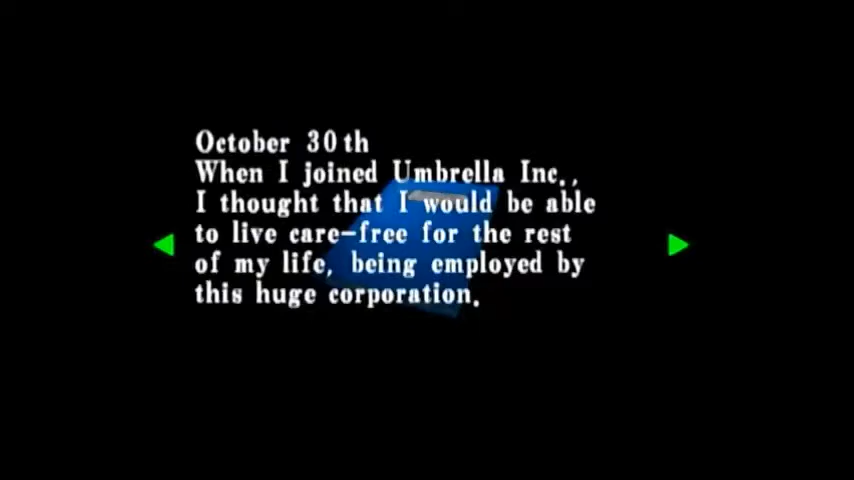 October 30th
When I joined Umbrella Inc.,
I thought that I would be able
to live care-free for the rest
of my life, being employed by
this huge corporation.